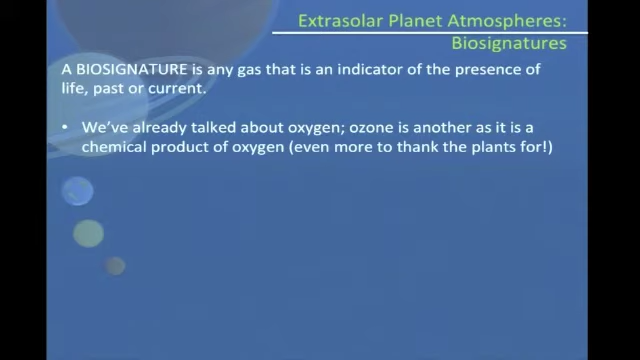 Extrasolar Planet Atmospheres:
Biosignatures
A BIOSIGNATURE is any gas that is an indicator of the presence of
life, past or current.
• We've already talked about oxygen; ozone is another as it is a
chemical product of oxygen (even more to thank the plants for!)